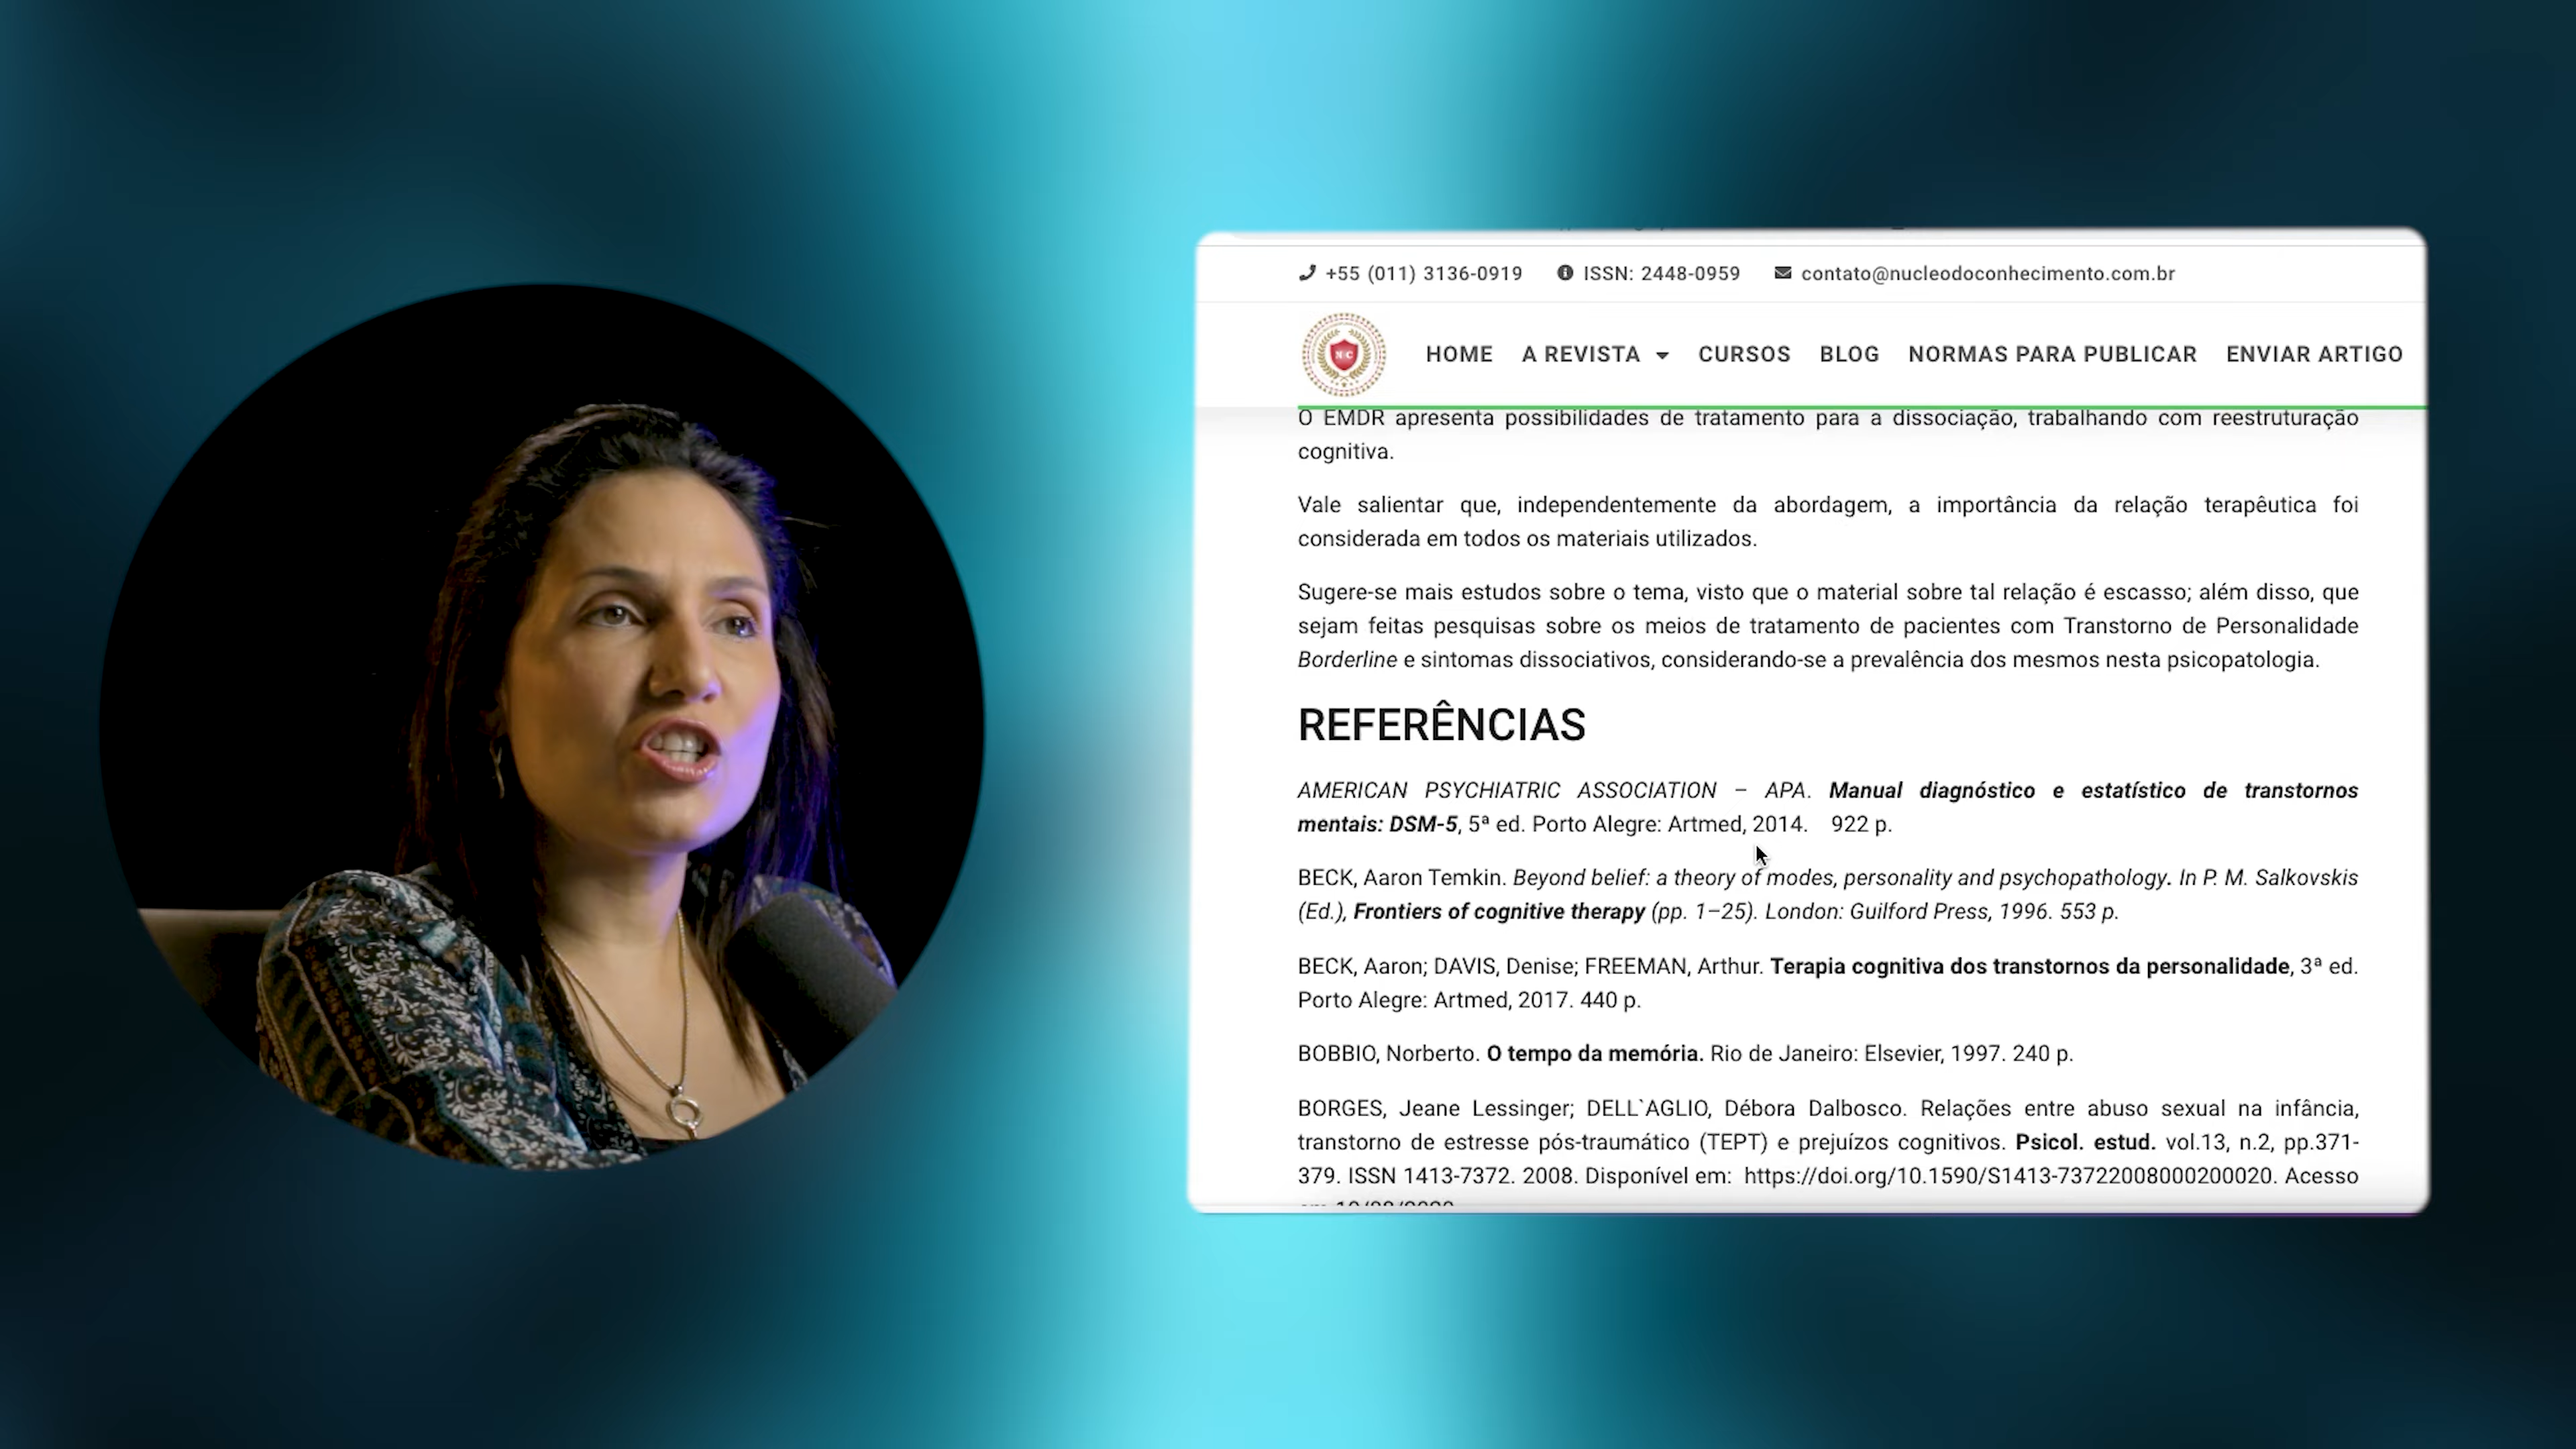 +55 (011) 3136-0919 ISSN: 2448-0959 contato@nucleodoconhecimento.com.br
NC HOME A REVISTA CURSOS BLOG NORMAS PARA PUBLICAR ENVIAR ARTIGO
O EMDR apresenta possibilidades de tratamento para a dissociação, trabalhando com reestruturação
cognitiva.
Vale salientar que, independentemente da abordagem, a importância da relação terapêutica foi
considerada em todos os materiais utilizados.
Sugere-se mais estudos sobre o tema, visto que o material sobre tal relação é escasso; além disso, que
sejam feitas pesquisas sobre os meios de tratamento de pacientes com Transtorno de Personalidade
Borderline e sintomas dissociativos, considerando-se a prevalência dos mesmos nesta psicopatologia.
REFERÊNCIAS
AMERICAN PSYCHIATRIC ASSOCIATION – APA. Manual diagnóstico e estatístico de transtornos
mentais: DSM-5, 5ª ed. Porto Alegre: Artmed, 2014. 922 p.
BECK, Aaron Temkin. Beyond belief: a theory of modes, personality and psychopathology. In P. M. Salkovskis
(Ed.), Frontiers of cognitive therapy (pp. 1–25). London: Guilford Press, 1996. 553 p.
BECK, Aaron; DAVIS, Denise; FREEMAN, Arthur. Terapia cognitiva dos transtornos da personalidade, 3ª ed.
Porto Alegre: Artmed, 2017. 440 p.
BOBBIO, Norberto. O tempo da memória. Rio de Janeiro: Elsevier, 1997. 240 p.
BORGES, Jeane Lessinger; DELL`AGLIO, Débora Dalbosco. Relações entre abuso sexual na infância,
transtorno de estresse pós-traumático (TEPT) e prejuízos cognitivos. Psicol. estud. vol.13, n.2, pp.371-
379. ISSN 1413-7372. 2008. Disponível em: https://doi.org/10.1590/S1413-73722008000200020. Acesso